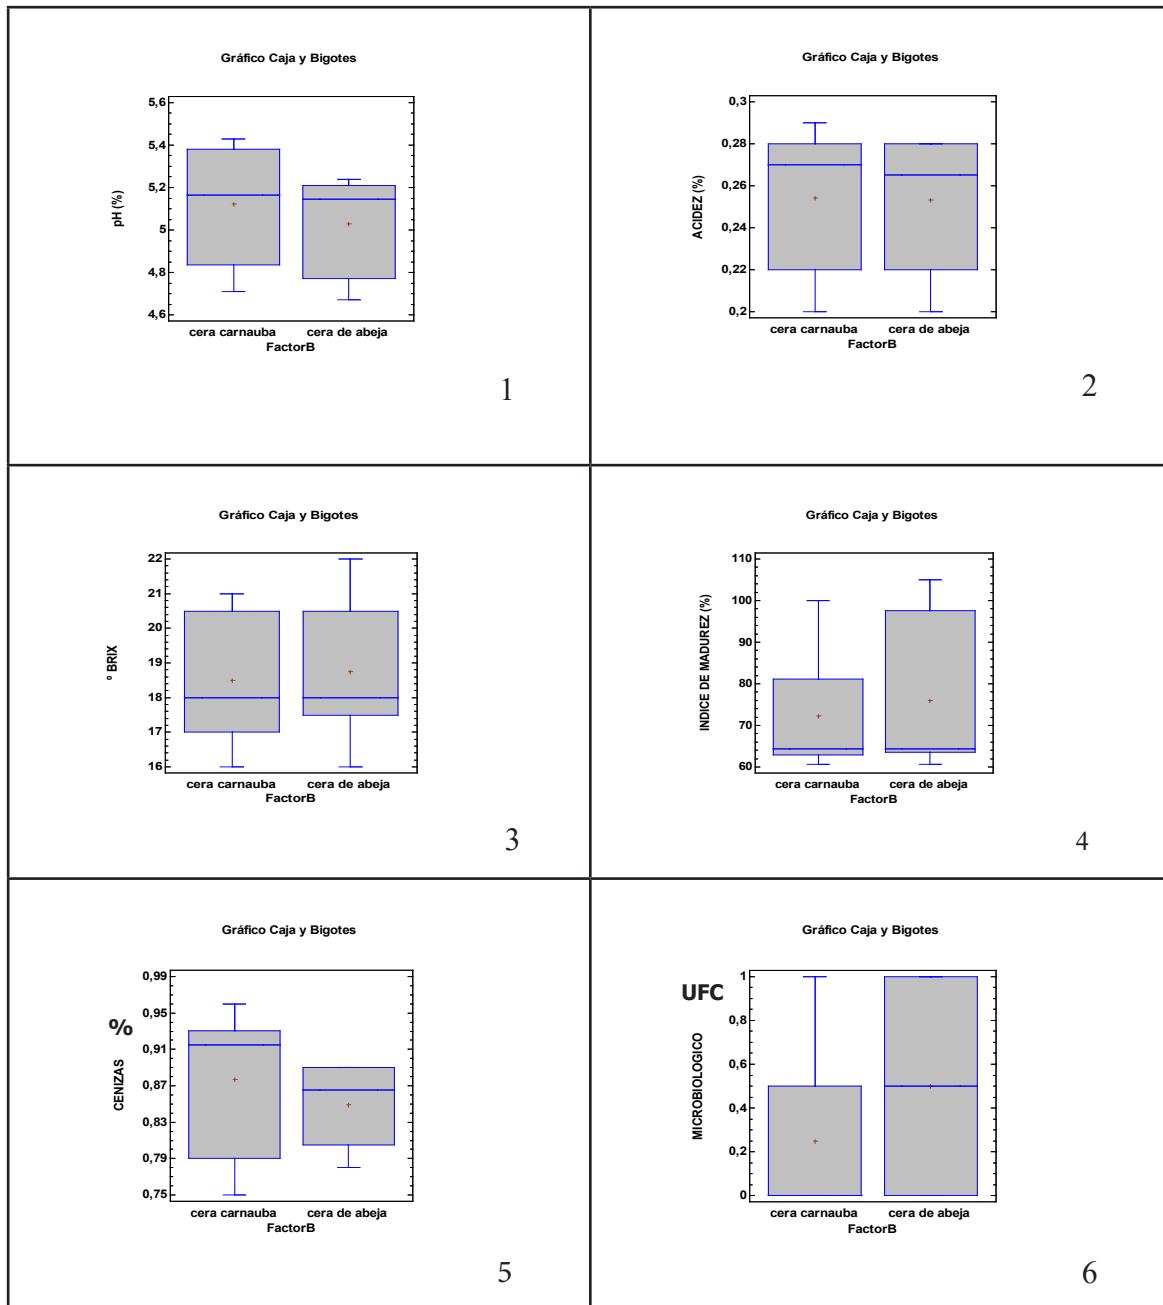 Gráfico Caja y Bigotes
5,6
5,4
5,2
5
4,8
4,6
pH (%)
cera carnauba cera de abeja
FactorB
1
Gráfico Caja y Bigotes
0,3
0,28
0,26
0,24
0,22
0,2
ACIDEZ (%)
cera carnauba cera de abeja
FactorB
2
Gráfico Caja y Bigotes
22
21
20
19
18
17
16
º BRIX
cera carnauba cera de abeja
FactorB
3
Gráfico Caja y Bigotes
110
100
90
80
70
60
INDICE DE MADUREZ (%)
cera carnauba cera de abeja
FactorB
4
Gráfico Caja y Bigotes
0,99
0,95
0,91
0,87
0,83
0,79
0,75
%
CENIZAS
cera carnauba cera de abeja
FactorB
5
Gráfico Caja y Bigotes
1
0,8
0,6
0,4
0,2
0
UFC
MICROBIOLOGICO
cera carnauba cera de abeja
FactorB
6